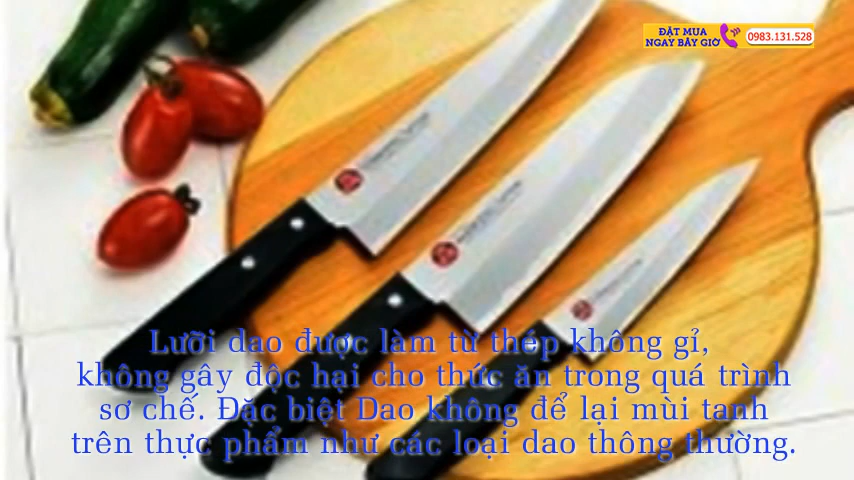 ĐẶT MUA
NGAY BÂY GIỜ
0983.131.528
Lưỡi dao được làm từ thép không gỉ,
không gây độc hại cho thức ăn trong quá trình
sơ chế. Đặc biệt Dao không để lại mùi tanh
trên thực phẩm như các loại dao thông thường.